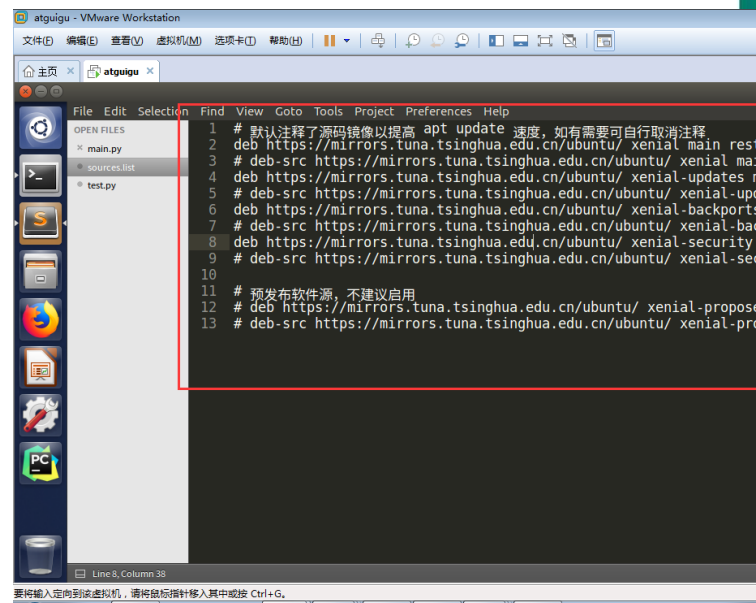 atguigu - VMware Workstation
文件(F) 编辑(E) 查看(V) 虚拟机(M) 选项卡(T) 帮助(H)
主页 × atguigu ×
File Edit Selection Find View Goto Tools Project Preferences Help
OPEN FILES
× main.py
sources.list
test.py
1 # 默认注释了源码镜像以提高 apt update 速度，如有需要可自行取消注释
2 deb https://mirrors.tuna.tsinghua.edu.cn/ubuntu/ xenial main rest
3 # deb-src https://mirrors.tuna.tsinghua.edu.cn/ubuntu/ xenial mai
4 deb https://mirrors.tuna.tsinghua.edu.cn/ubuntu/ xenial-updates m
5 # deb-src https://mirrors.tuna.tsinghua.edu.cn/ubuntu/ xenial-upd
6 deb https://mirrors.tuna.tsinghua.edu.cn/ubuntu/ xenial-backports
7 # deb-src https://mirrors.tuna.tsinghua.edu.cn/ubuntu/ xenial-bac
8 deb https://mirrors.tuna.tsinghua.edu.cn/ubuntu/ xenial-security
9 # deb-src https://mirrors.tuna.tsinghua.edu.cn/ubuntu/ xenial-sec
10
11 # 预发布软件源，不建议启用
12 # deb https://mirrors.tuna.tsinghua.edu.cn/ubuntu/ xenial-propose
13 # deb-src https://mirrors.tuna.tsinghua.edu.cn/ubuntu/ xenial-pro
PC
Line 8, Column 38
要将输入定向到该虚拟机，请将鼠标指针移入其中或按 Ctrl+G。